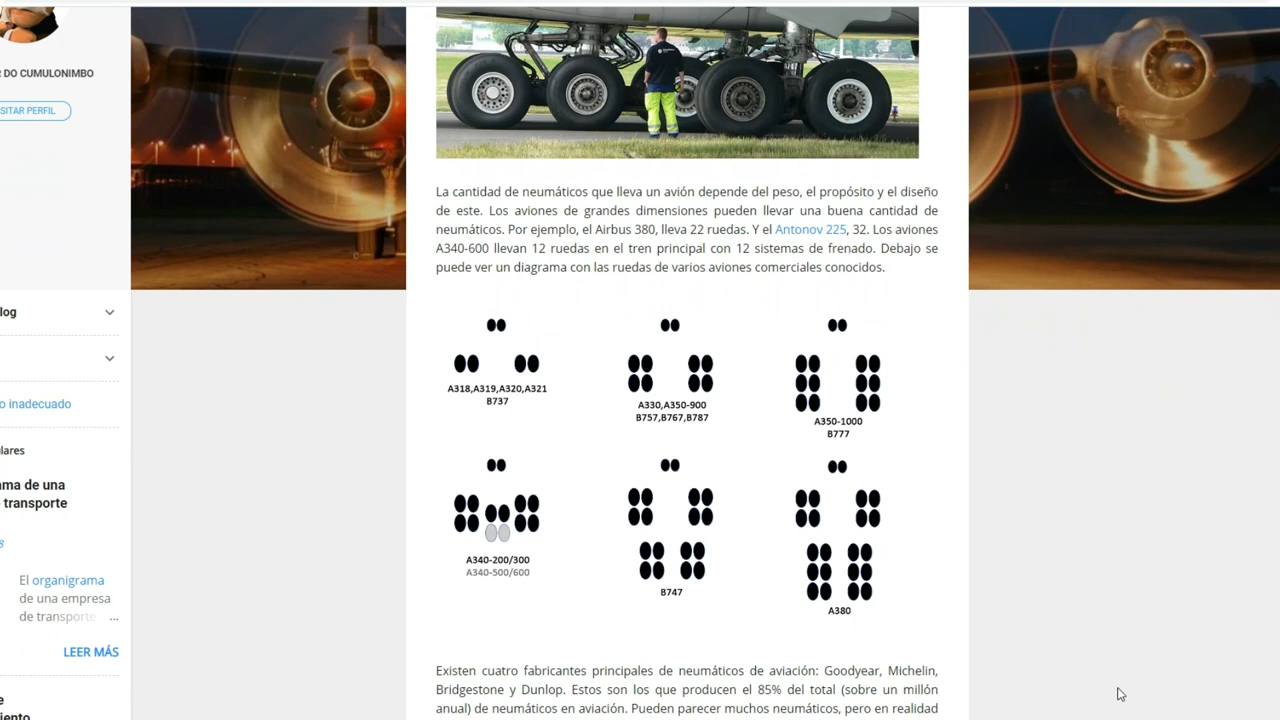 R DO CUMULONIMBO
SITAR PERFIL
log
o inadecuado
lares
ma de una
transporte
8
El organigrama
de una empresa
de transporte ...
LEER MÁS
e
miento
La cantidad de neumáticos que lleva un avión depende del peso, el propósito y el diseño
de este. Los aviones de grandes dimensiones pueden llevar una buena cantidad de
neumáticos. Por ejemplo, el Airbus 380, lleva 22 ruedas. Y el Antonov 225, 32. Los aviones
A340-600 llevan 12 ruedas en el tren principal con 12 sistemas de frenado. Debajo se
puede ver un diagrama con las ruedas de varios aviones comerciales conocidos.
A318,A319,A320,A321
B737
A330,A350-900
B757,B767,B787
A350-1000
B777
A340-200/300
A340-500/600
B747
A380
Existen cuatro fabricantes principales de neumáticos de aviación: Goodyear, Michelin,
Bridgestone y Dunlop. Estos son los que producen el 85% del total (sobre un millón
anual) de neumáticos en aviación. Pueden parecer muchos neumáticos, pero en realidad